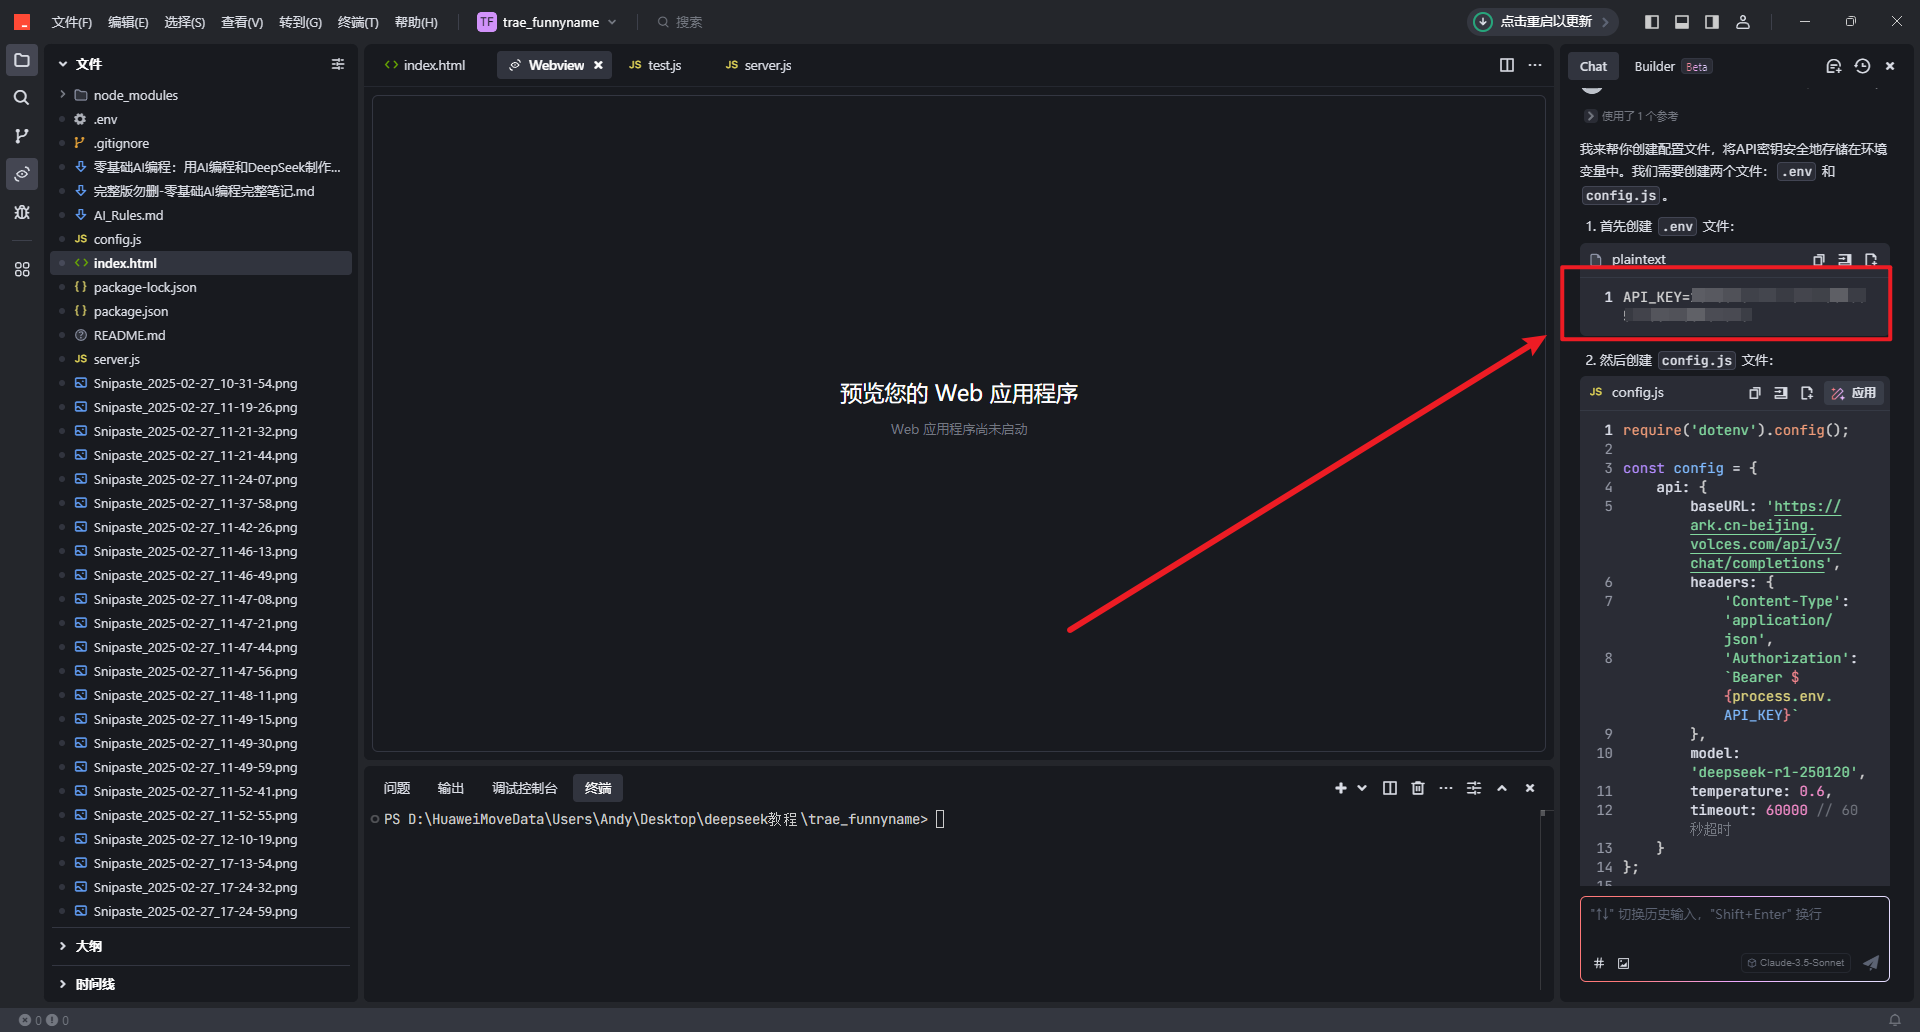 文件(F) 编辑(E) 选择(S) 查看(V) 转到(G) 终端(T) 帮助(H) TF trae_funnyname 搜索 点击重启以更新
文件
node_modules
.env
.gitignore
零基础AI编程：用AI编程和DeepSeek制作...
完整版勿删-零基础AI编程完整笔记.md
AI_Rules.md
JS config.js
index.html
package-lock.json
package.json
README.md
JS server.js
Snipaste_2025-02-27_10-31-54.png
Snipaste_2025-02-27_11-19-26.png
Snipaste_2025-02-27_11-21-32.png
Snipaste_2025-02-27_11-21-44.png
Snipaste_2025-02-27_11-24-07.png
Snipaste_2025-02-27_11-37-58.png
Snipaste_2025-02-27_11-42-26.png
Snipaste_2025-02-27_11-46-13.png
Snipaste_2025-02-27_11-46-49.png
Snipaste_2025-02-27_11-47-08.png
Snipaste_2025-02-27_11-47-21.png
Snipaste_2025-02-27_11-47-44.png
Snipaste_2025-02-27_11-47-56.png
Snipaste_2025-02-27_11-48-11.png
Snipaste_2025-02-27_11-49-15.png
Snipaste_2025-02-27_11-49-30.png
Snipaste_2025-02-27_11-49-59.png
Snipaste_2025-02-27_11-52-41.png
Snipaste_2025-02-27_11-52-55.png
Snipaste_2025-02-27_12-10-19.png
Snipaste_2025-02-27_17-13-54.png
Snipaste_2025-02-27_17-24-32.png
Snipaste_2025-02-27_17-24-59.png
大纲
时间线
index.html Webview JS test.js JS server.js
预览您的 Web 应用程序
Web 应用程序尚未启动
问题 输出 调试控制台 终端
PS D:\HuaweiMoveData\Users\Andy\Desktop\deepseek教程\trae_funnyname>
Chat Builder Beta
使用了 1 个参考
我来帮你创建配置文件，将API密钥安全地存储在环境
变量中。我们需要创建两个文件： .env 和
config.js 。
1. 首先创建 .env 文件：
plaintext
1 API_KEY=
2. 然后创建 config.js 文件：
JS config.js 应用
1 require('dotenv').config();
2
3 const config = {
4 api: {
5 baseURL: 'https://
ark.cn-beijing.
volces.com/api/v3/
chat/completions',
6 headers: {
7 'Content-Type':
'application/
json',
8 'Authorization':
`Bearer $
{process.env.
API_KEY}`
9 },
10 model:
'deepseek-r1-250120',
11 temperature: 0.6,
12 timeout: 60000 // 60
秒超时
13 }
14 };
15
"↑↓" 切换历史输入，"Shift+Enter" 换行
Claude-3.5-Sonnet
0 0